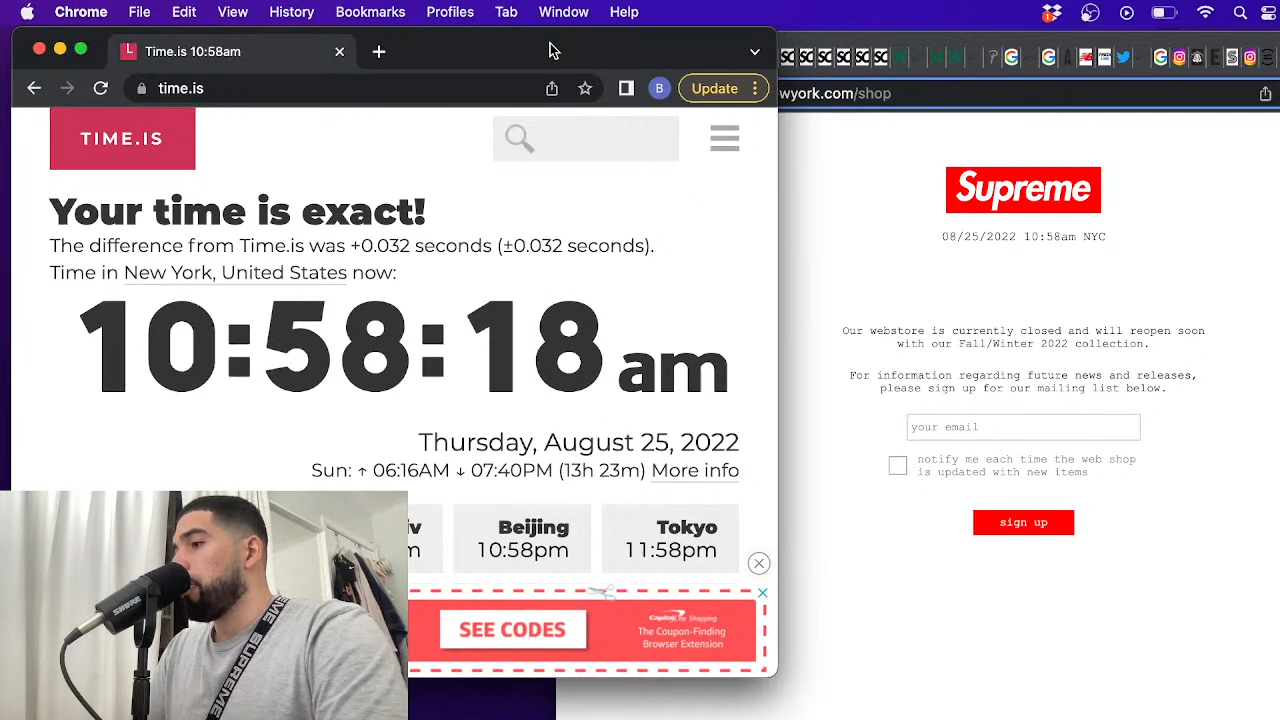 Chrome File Edit View History Bookmarks Profiles Tab Window Help
Time.is 10:58am
time.is
B
Update
wyork.com/shop
TIME.IS
Your time is exact!
The difference from Time.is was +0.032 seconds (±0.032 seconds).
Time in New York, United States now:
10:58:18 am
Thursday, August 25, 2022
Sun: ↑ 06:16AM ↓ 07:40PM (13h 23m) More info
Beijing
10:58pm
Tokyo
11:58pm
SEE CODES
Capital One Shopping
The Coupon-Finding
Browser Extension
SHURE
SUPREME
SUPREME
Supreme
08/25/2022 10:58am NYC
Our webstore is currently closed and will reopen soon
with our Fall/Winter 2022 collection.
For information regarding future news and releases,
please sign up for our mailing list below.
your email
notify me each time the web shop
is updated with new items
sign up